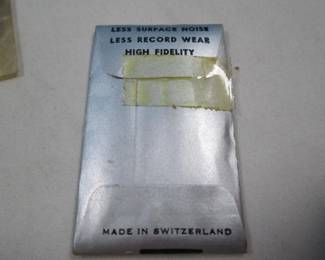 LESS SURFACE NOISE
LESS RECORD WEAR
HIGH FIDELITY
MADE IN SWITZERLAND